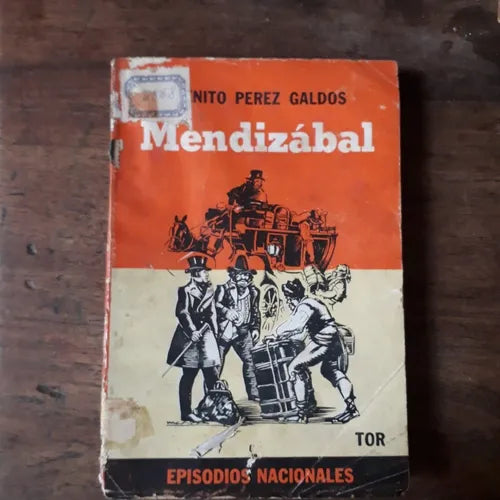 NITO PEREZ GALDOS
Mendizábal
TOR
EPISODIOS NACIONALES